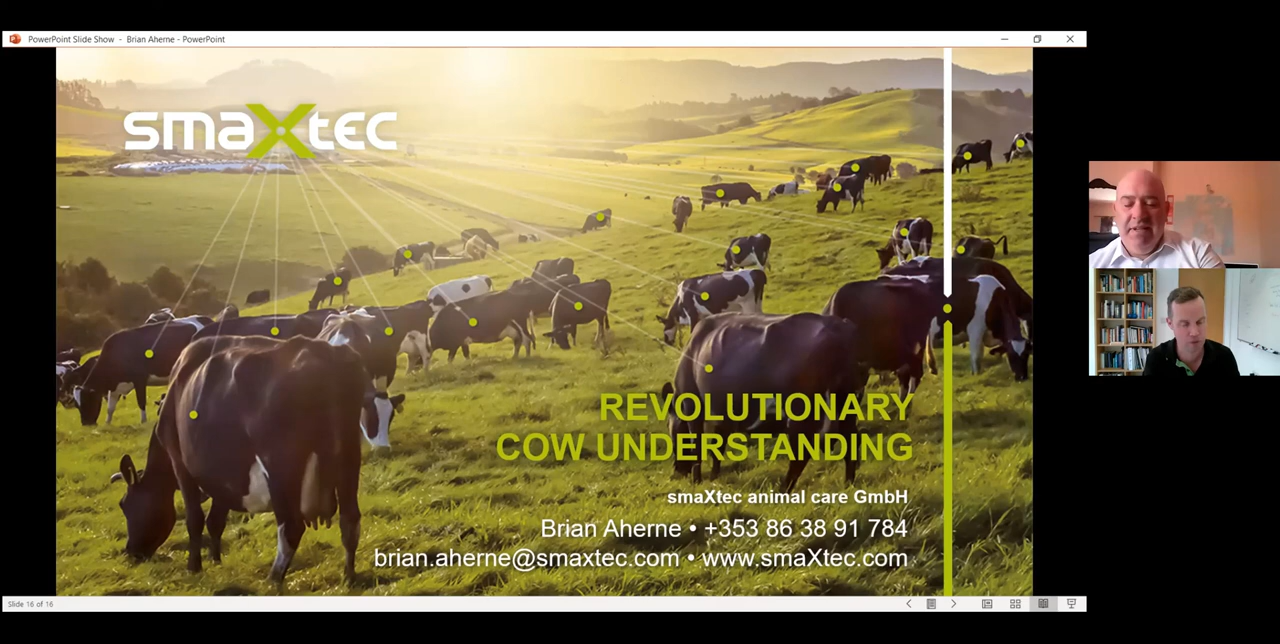 PowerPoint Slide Show - Brian Aherne - PowerPoint
smaXtec
REVOLUTIONARY
COW UNDERSTANDING
smaXtec animal care GmbH
Brian Aherne • +353 86 38 91 784
brian.aherne@smaxtec.com • www.smaXtec.com
Slide 16 of 16